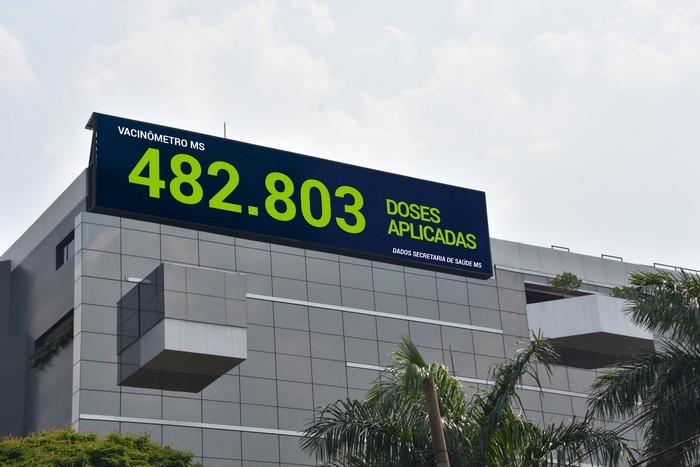 VACINÔMETRO MS
482.803
DOSES
APLICADAS
DADOS SECRETARIA DE SAÚDE MS